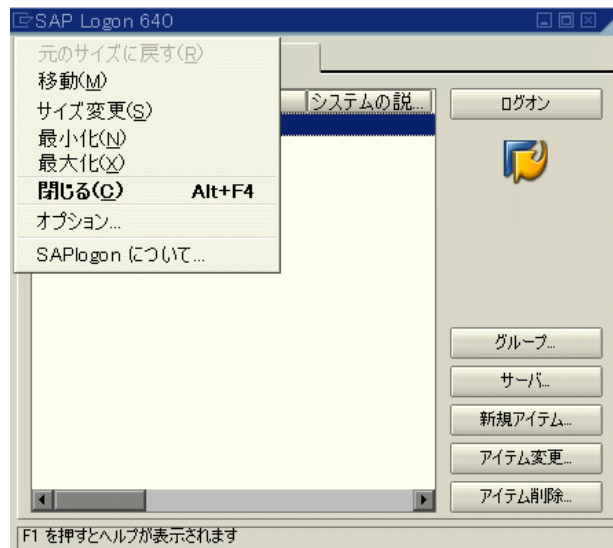 SAP Logon 640
元のサイズに戻す(R)
移動(M)
サイズ変更(S)
最小化(N)
最大化(X)
閉じる(C) Alt+F4
オプション...
SAPlogon について...
システムの説...
ログオン
グループ...
サーバ...
新規アイテム...
アイテム変更...
アイテム削除...
F1 を押すとヘルプが表示されます